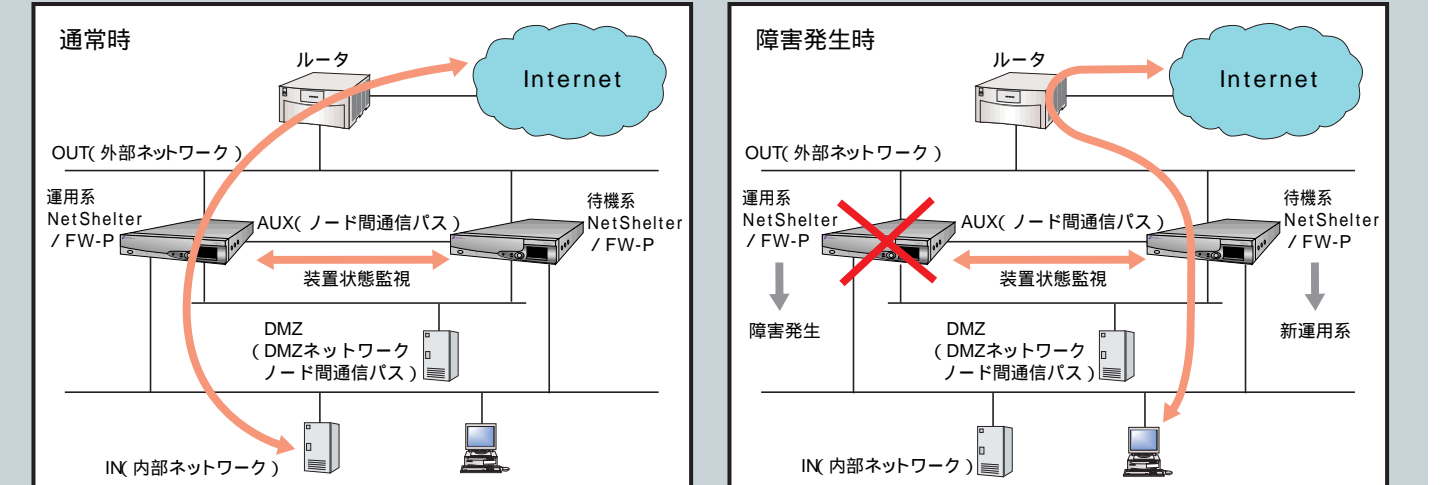 通常時
ルータ
Internet
OUT(外部ネットワーク)
運用系
NetShelter
/FW-P
AUX(ノード間通信パス)
待機系
NetShelter
/FW-P
装置状態監視
DMZ
(DMZネットワーク
ノード間通信パス)
IN(内部ネットワーク)
障害発生時
ルータ
Internet
OUT(外部ネットワーク)
運用系
NetShelter
/FW-P
AUX(ノード間通信パス)
待機系
NetShelter
/FW-P
装置状態監視
障害発生
新運用系
DMZ
(DMZネットワーク
ノード間通信パス)
IN(内部ネットワーク)